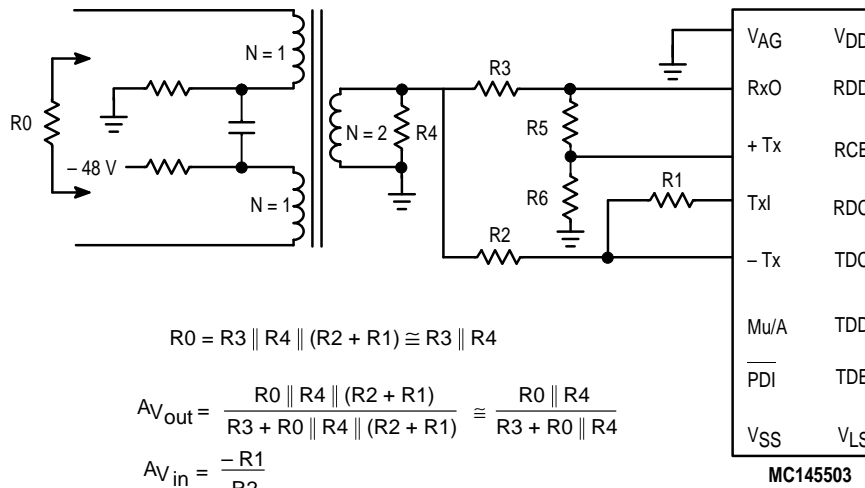 N = 1
VAG
VDD
R0
R3
RxO
RDD
R5
N = 2
R4
+ Tx
RCE
– 48 V
R6
R1
TxI
N = 1
R2
– Tx
Mu/A
PDI
VSS
MC145503
R0 = R3 || R4 || (R2 + R1) ≅ R3 || R4
AVout = R0 || R4 || (R2 + R1) / R3 + R0 || R4 || (R2 + R1) ≅ R0 || R4 / R3 + R0 || R4
AVin = – R1 / R2